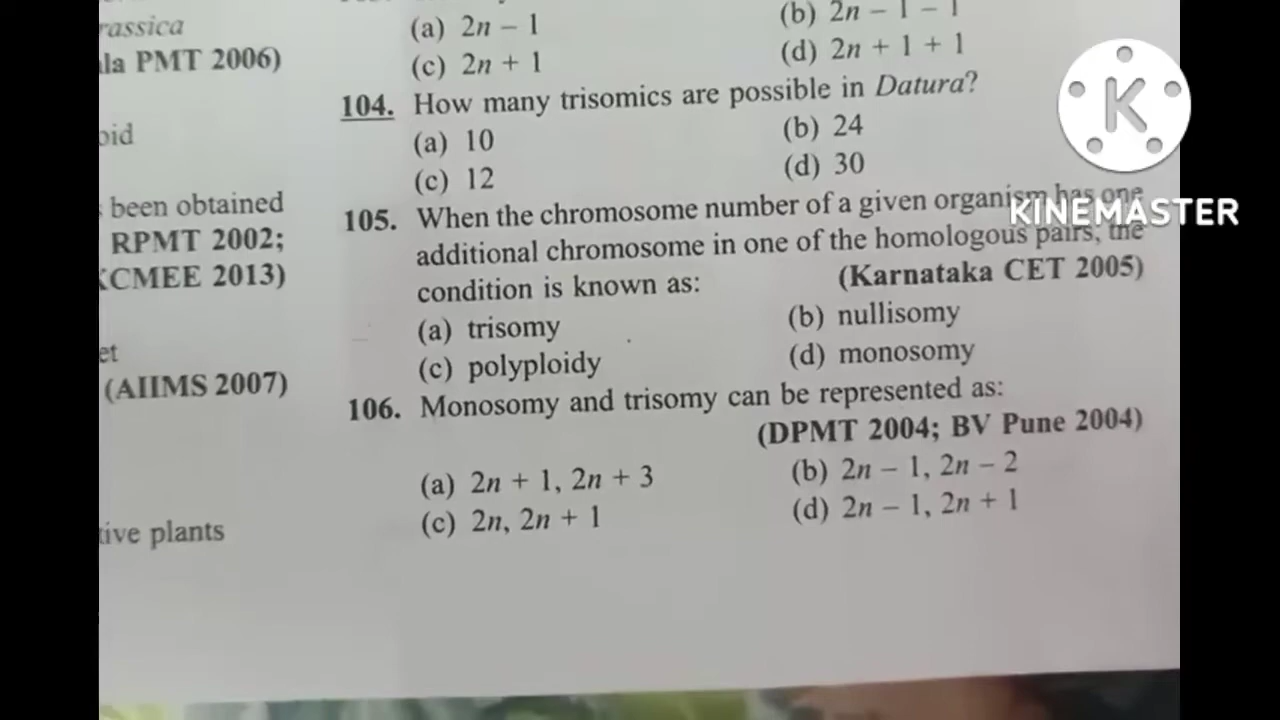 rassica
la PMT 2006)
oid
been obtained
RPMT 2002;
KCMEE 2013)
et
(AIIMS 2007)
tive plants
(a) 2n – 1
(b) 2n – 1 – 1
(c) 2n + 1
(d) 2n + 1 + 1
104. How many trisomics are possible in Datura?
(a) 10
(b) 24
(c) 12
(d) 30
105. When the chromosome number of a given organism has one
additional chromosome in one of the homologous pairs, the
condition is known as: (Karnataka CET 2005)
(a) trisomy
(b) nullisomy
(c) polyploidy
(d) monosomy
106. Monosomy and trisomy can be represented as:
(DPMT 2004; BV Pune 2004)
(a) 2n + 1, 2n + 3
(b) 2n – 1, 2n – 2
(c) 2n, 2n + 1
(d) 2n – 1, 2n + 1
K
KINEMASTER